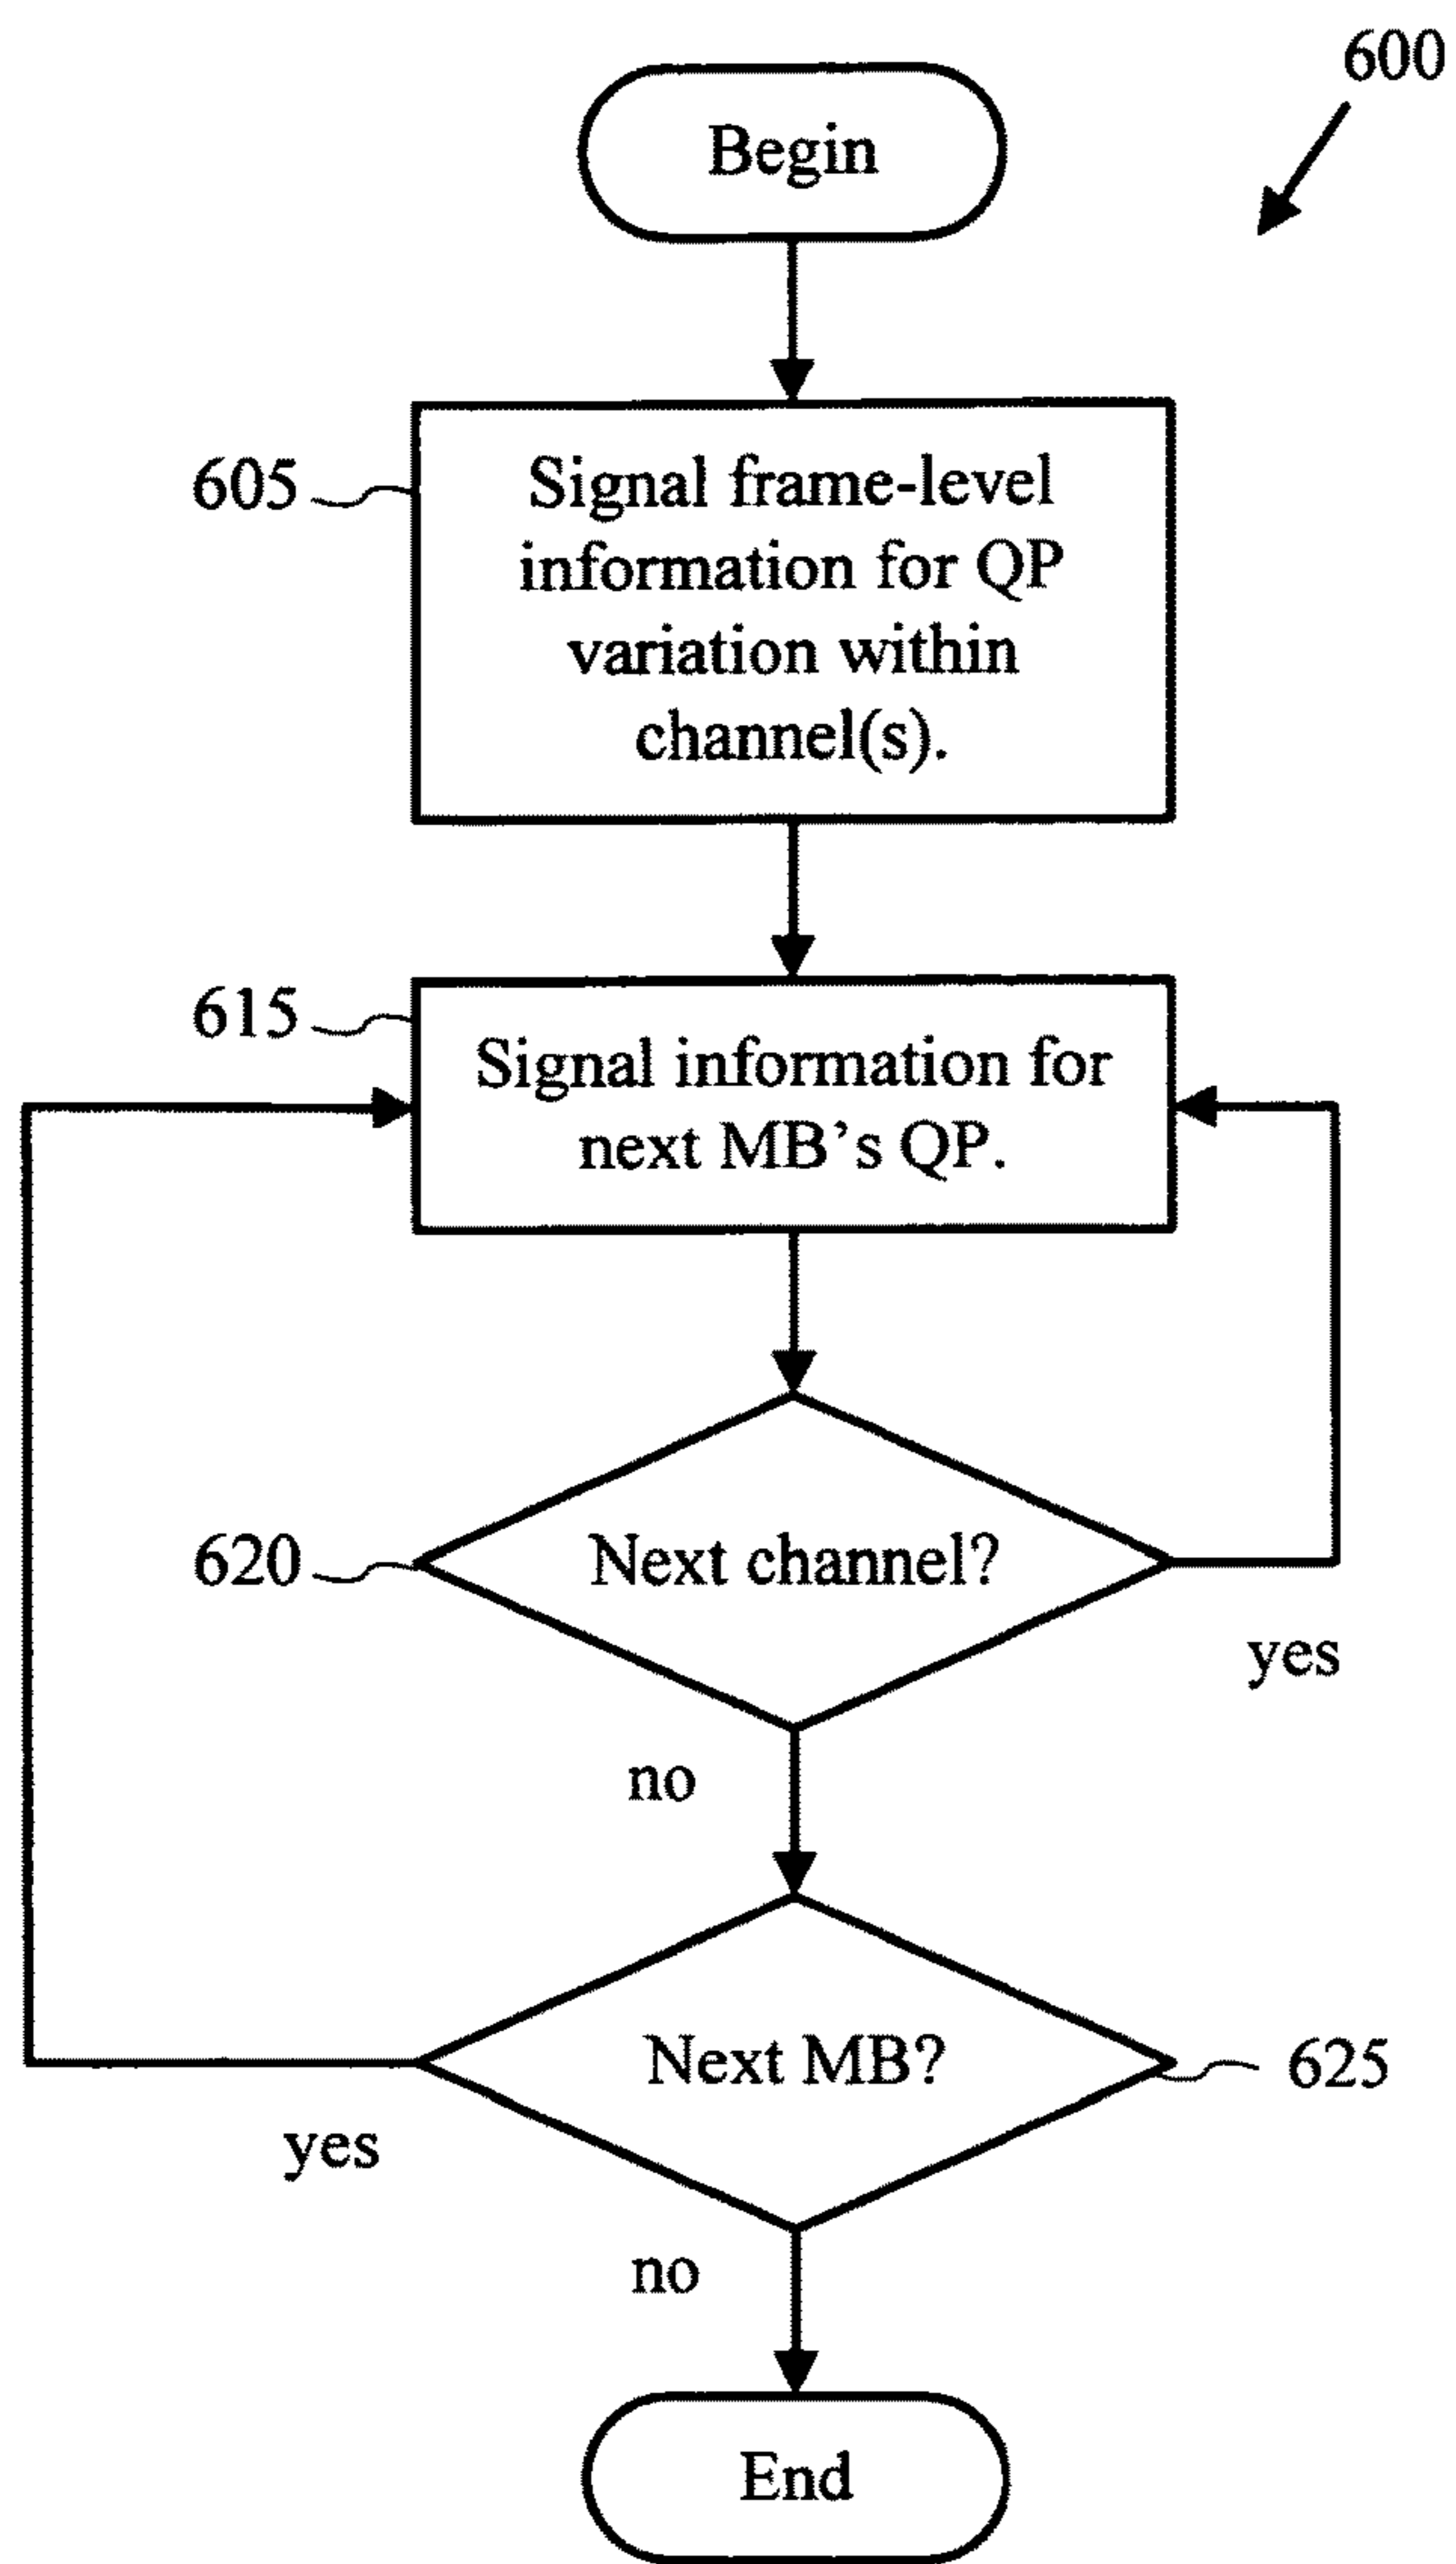 600
Begin
605
Signal frame-level
information for QP
variation within
channel(s).
615
Signal information for
next MB's QP.
620
Next channel?
yes
no
Next MB?
625
yes
no
End